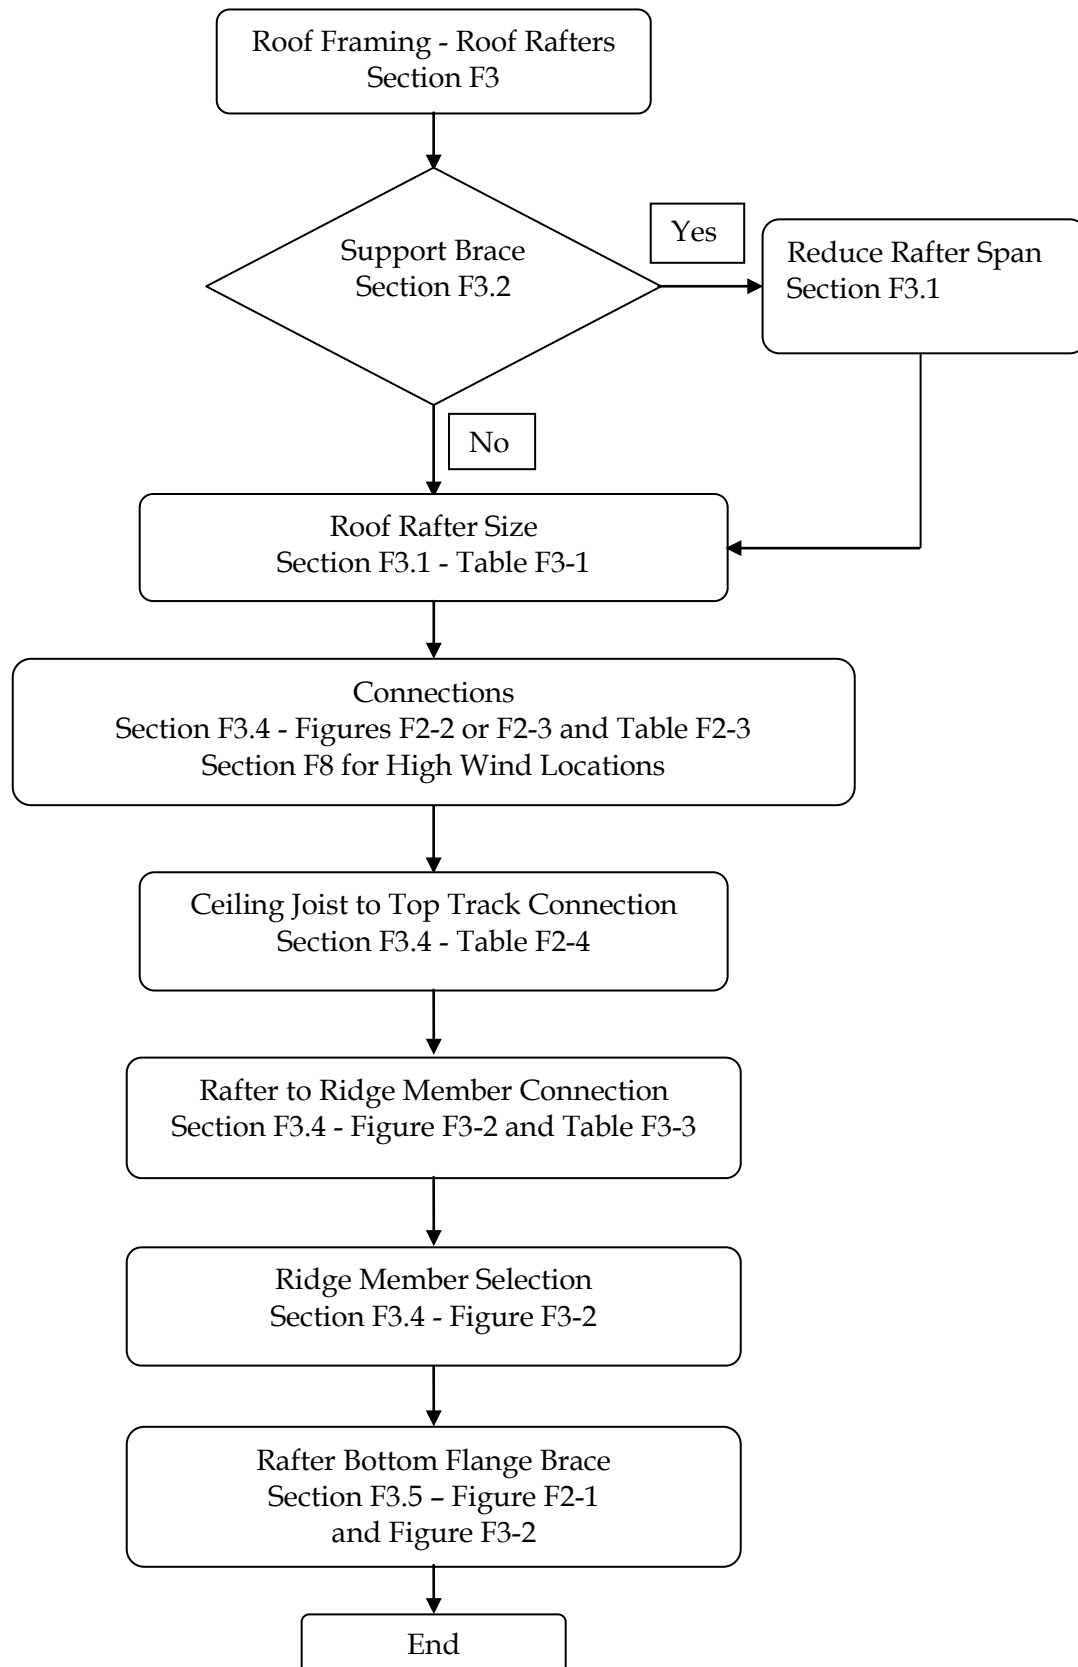 Roof Framing - Roof Rafters
Section F3
Support Brace
Section F3.2
Yes
Reduce Rafter Span
Section F3.1
No
Roof Rafter Size
Section F3.1 - Table F3-1
Connections
Section F3.4 - Figures F2-2 or F2-3 and Table F2-3
Section F8 for High Wind Locations
Ceiling Joist to Top Track Connection
Section F3.4 - Table F2-4
Rafter to Ridge Member Connection
Section F3.4 - Figure F3-2 and Table F3-3
Ridge Member Selection
Section F3.4 - Figure F3-2
Rafter Bottom Flange Brace
Section F3.5 – Figure F2-1
and Figure F3-2
End